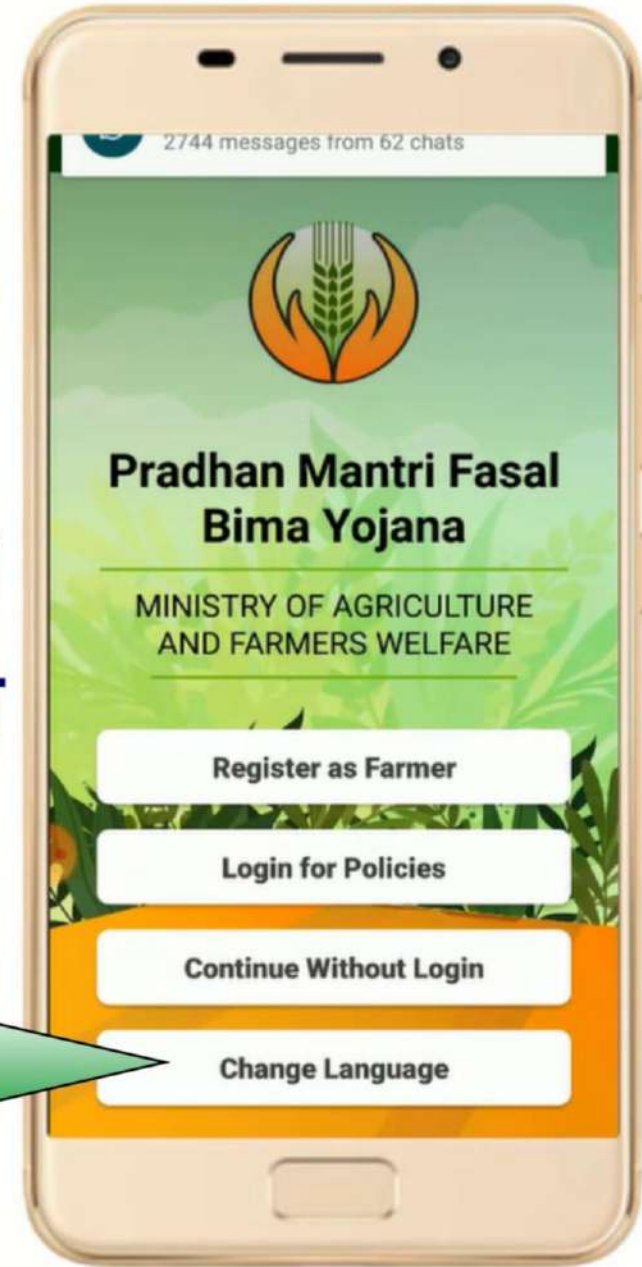 2744 messages from 62 chats
Pradhan Mantri Fasal
Bima Yojana
MINISTRY OF AGRICULTURE
AND FARMERS WELFARE
Register as Farmer
Login for Policies
Continue Without Login
Change Language